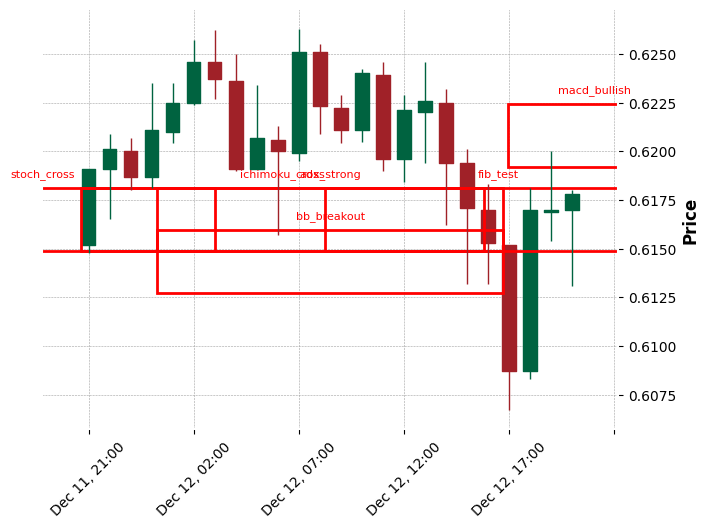 0.6250
macd_bullish
0.6225
0.6200
stoch_cross
fib_test
0.6175
bb_breakout
Price
0.6150
0.6125
0.6100
0.6075
Dec 11, 21:00
Dec 12, 02:00
Dec 12, 07:00
Dec 12, 12:00
Dec 12, 17:00